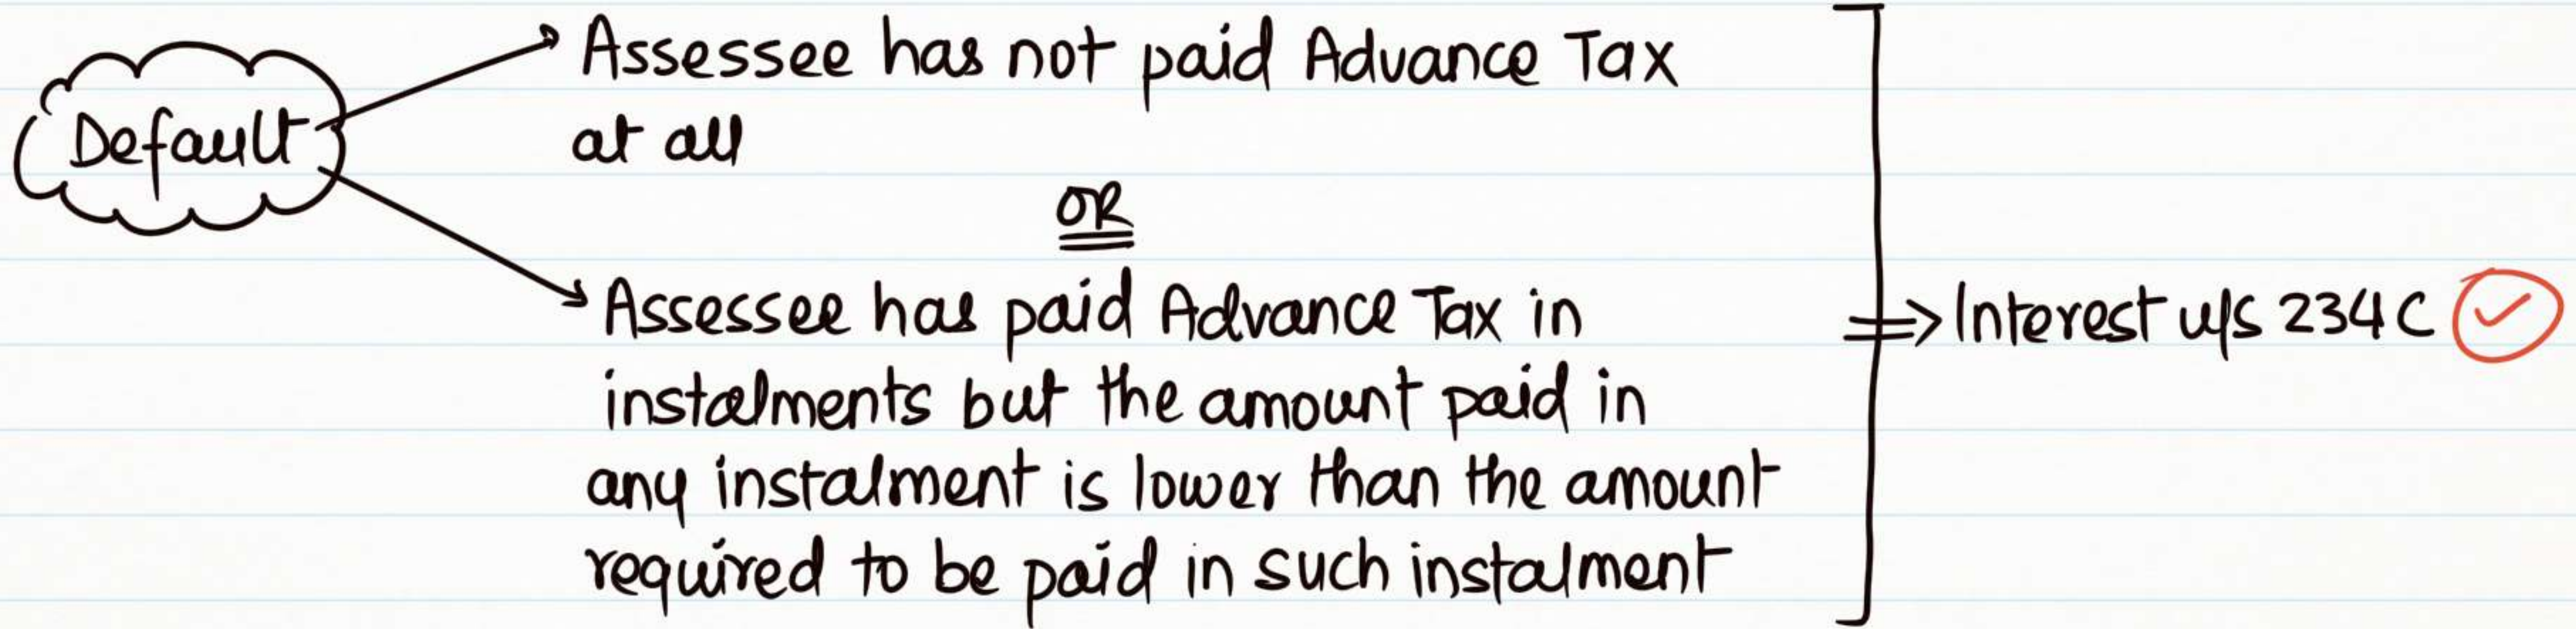 Default
Assessee has not paid Advance Tax
at all
OR
Assessee has paid Advance Tax in
instalments but the amount paid in
any instalment is lower than the amount
required to be paid in such instalment
⇒ Interest u/s 234C ✓